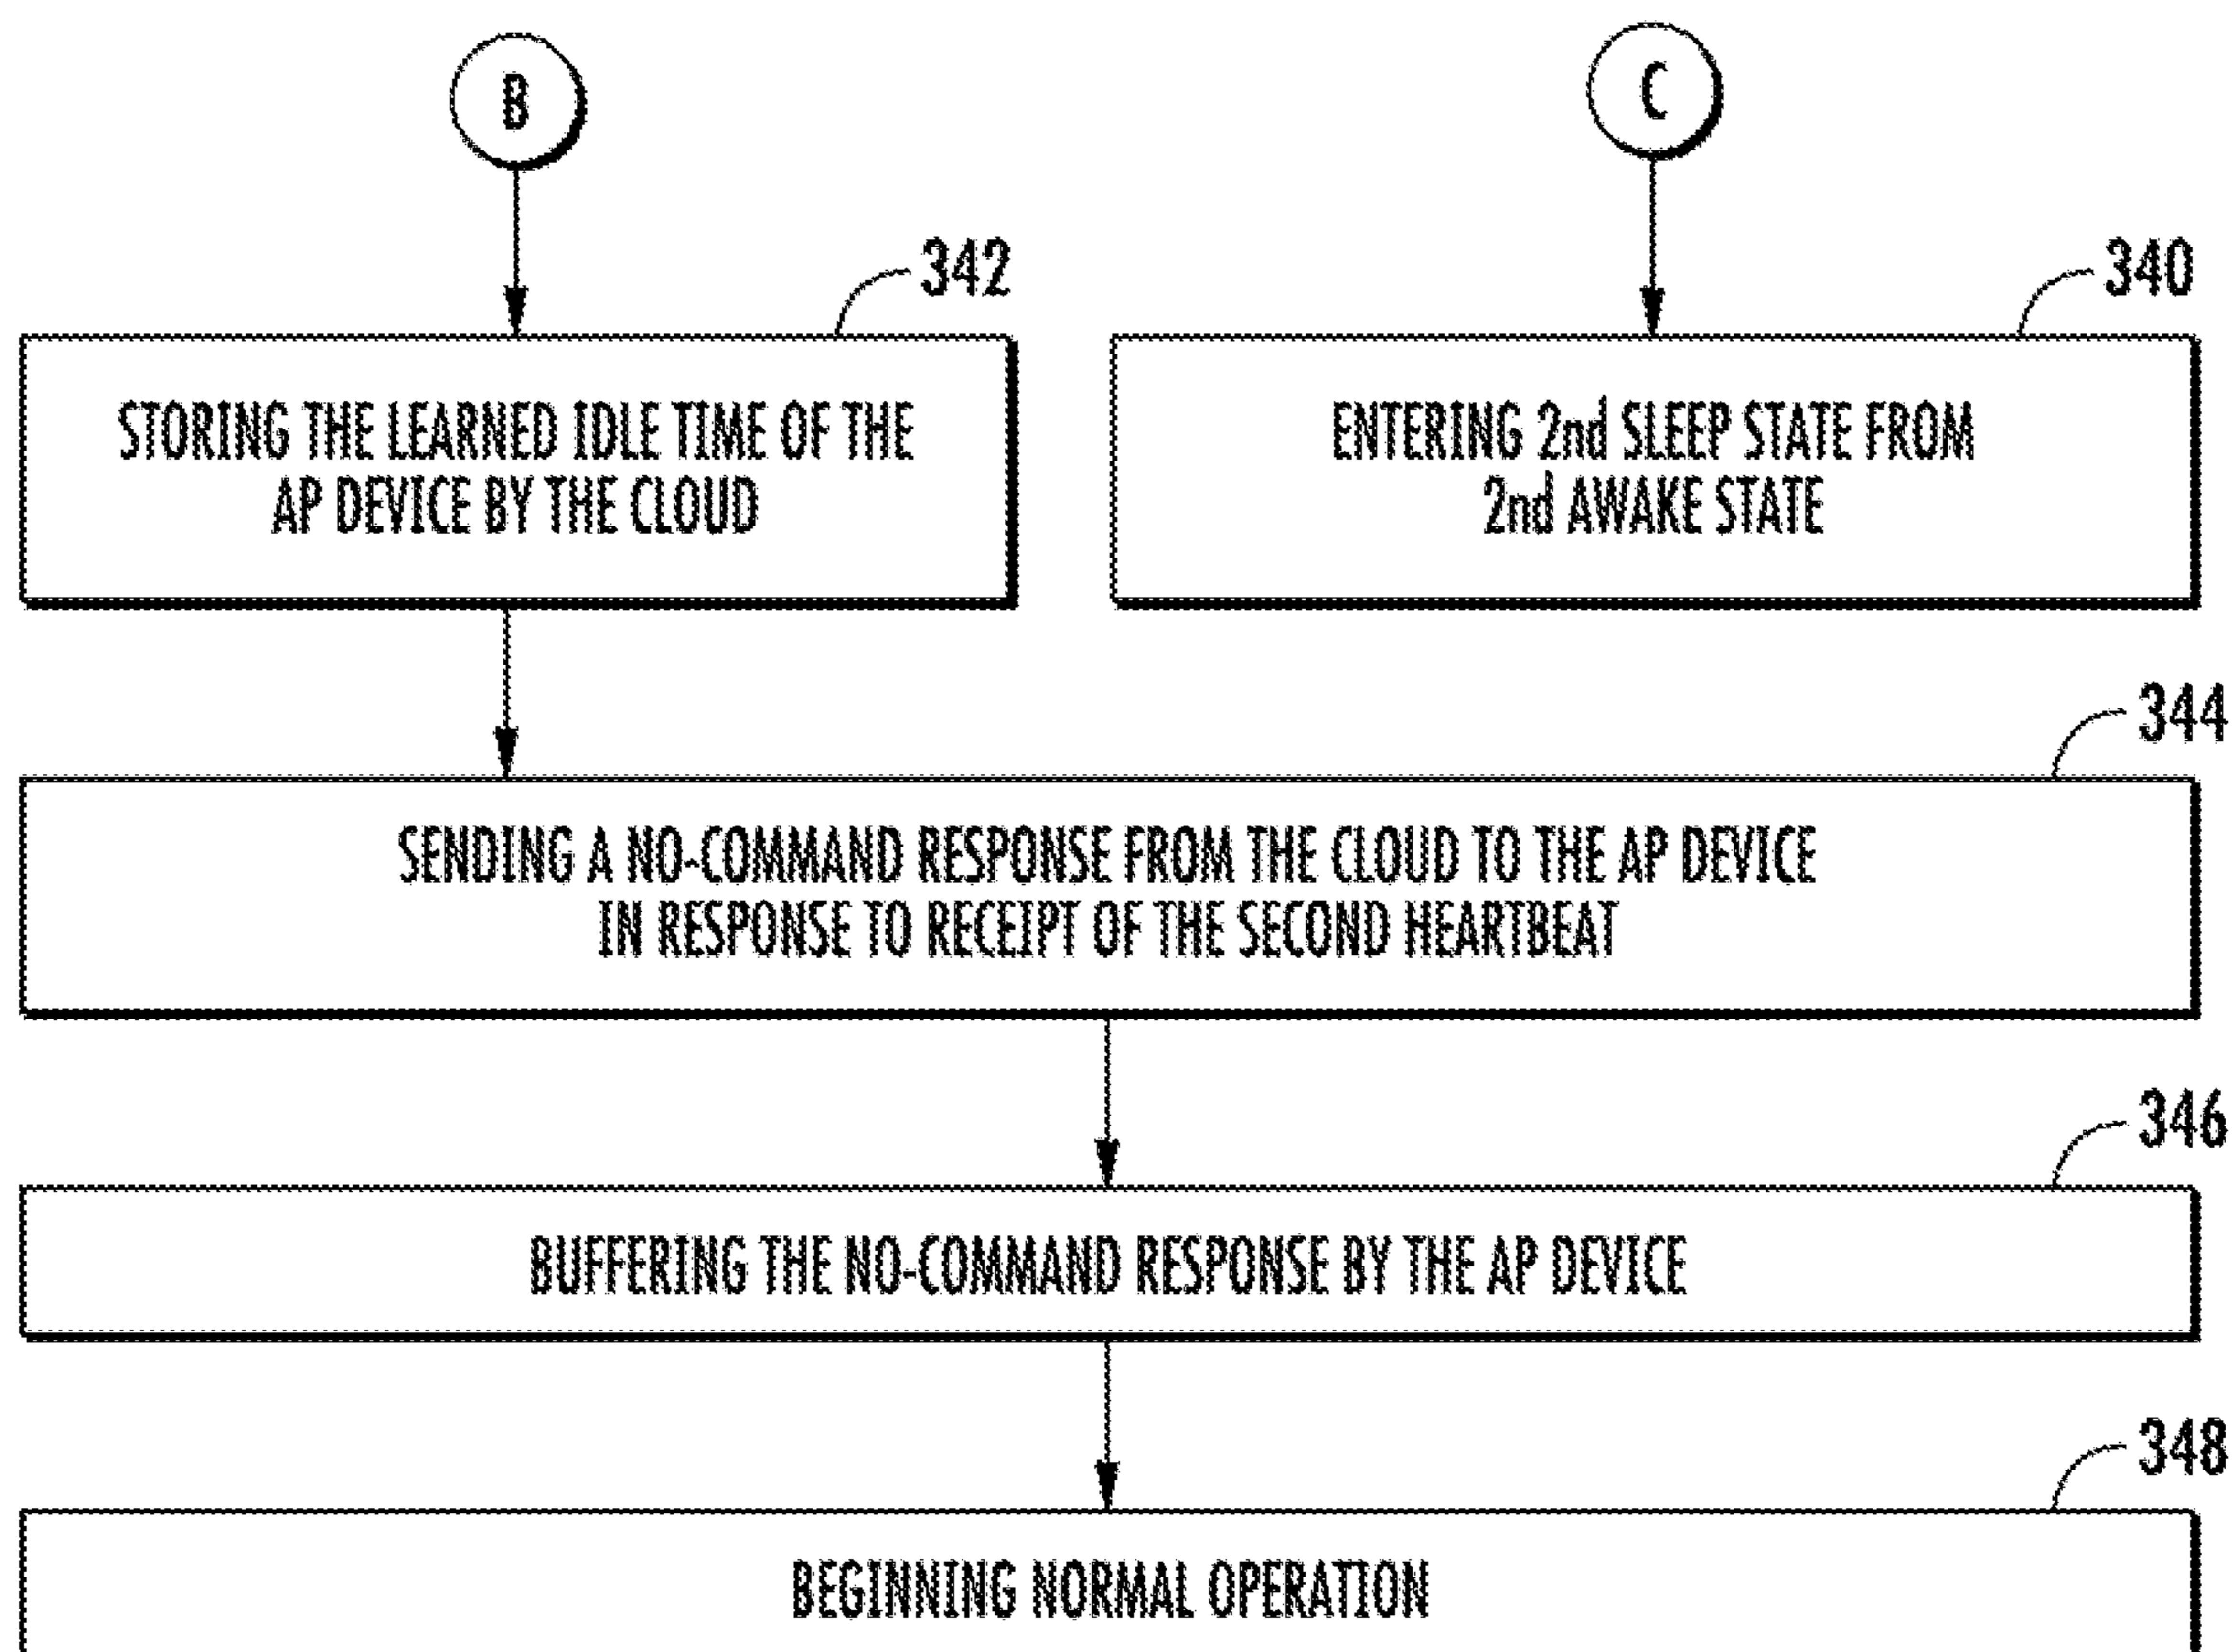 B
C
342
340
STORING THE LEARNED IDLE TIME OF THE
AP DEVICE BY THE CLOUD
ENTERING 2nd SLEEP STATE FROM
2nd AWAKE STATE
344
SENDING A NO-COMMAND RESPONSE FROM THE CLOUD TO THE AP DEVICE
IN RESPONSE TO RECEIPT OF THE SECOND HEARTBEAT
346
BUFFERING THE NO-COMMAND RESPONSE BY THE AP DEVICE
348
BEGINNING NORMAL OPERATION